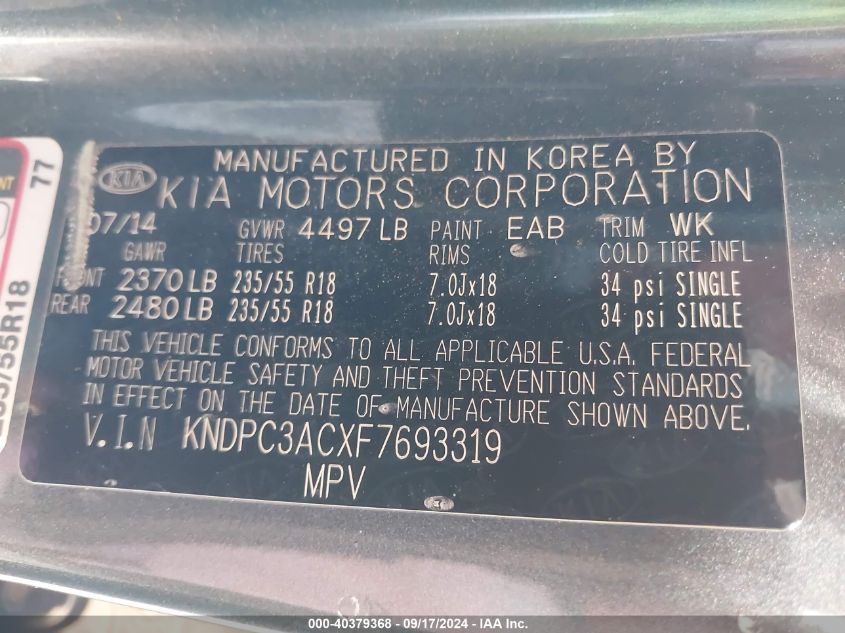 MANUFACTURED IN KOREA BY
KIA KIA MOTORS CORPORATION
07/14 GVWR 4497 LB PAINT EAB TRIM WK
GAWR TIRES RIMS COLD TIRE INFL
FRONT 2370 LB 235/55 R18 7.0Jx18 34 psi SINGLE
REAR 2480 LB 235/55 R18 7.0Jx18 34 psi SINGLE
THIS VEHICLE CONFORMS TO ALL APPLICABLE U.S.A. FEDERAL
MOTOR VEHICLE SAFETY AND THEFT PREVENTION STANDARDS
IN EFFECT ON THE DATE OF MANUFACTURE SHOWN ABOVE.
V.I.N KNDPC3ACXF7693319
MPV
77
235/55R18
000-40379368 - 09/17/2024 - IAA Inc.